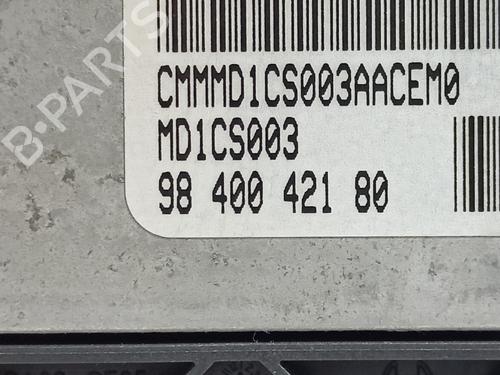 CMMMD1CS003AACEM0
MD1CS003
98 400 421 80
B-PARTS